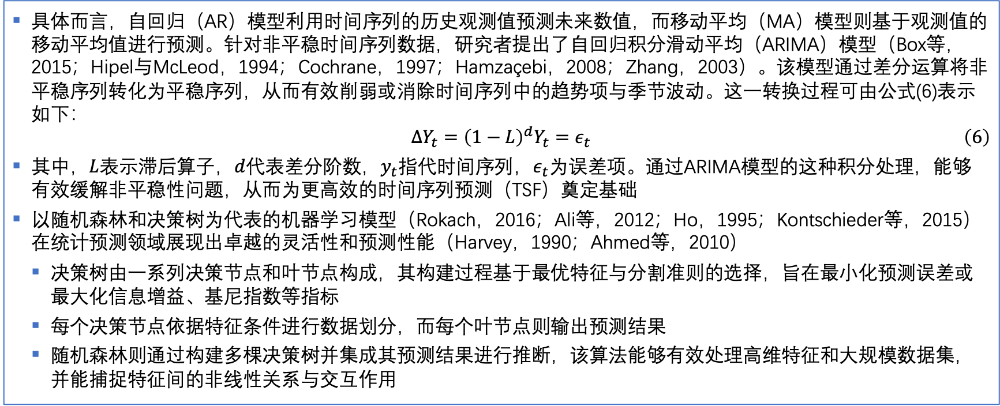 ▪ 具体而言，自回归（AR）模型利用时间序列的历史观测值预测未来数值，而移动平均（MA）模型则基于观测值的
移动平均值进行预测。针对非平稳时间序列数据，研究者提出了自回归积分滑动平均（ARIMA）模型（Box等，
2015；Hipel与McLeod，1994；Cochrane，1997；Hamzaçebi，2008；Zhang，2003）。该模型通过差分运算将非
平稳序列转化为平稳序列，从而有效削弱或消除时间序列中的趋势项与季节波动。这一转换过程可由公式(6)表示
如下：
ΔY_t = (1 − L)^d Y_t = ϵ_t (6)
▪ 其中，L表示滞后算子，d代表差分阶数，y_t指代时间序列，ϵ_t为误差项。通过ARIMA模型的这种积分处理，能够
有效缓解非平稳性问题，从而为更高效的时间序列预测（TSF）奠定基础
▪ 以随机森林和决策树为代表的机器学习模型（Rokach，2016；Ali等，2012；Ho，1995；Kontschieder等，2015）
在统计预测领域展现出卓越的灵活性和预测性能（Harvey，1990；Ahmed等，2010）
▪ 决策树由一系列决策节点和叶节点构成，其构建过程基于最优特征与分割准则的选择，旨在最小化预测误差或
最大化信息增益、基尼指数等指标
▪ 每个决策节点依据特征条件进行数据划分，而每个叶节点则输出预测结果
▪ 随机森林则通过构建多棵决策树并集成其预测结果进行推断，该算法能够有效处理高维特征和大规模数据集，
并能捕捉特征间的非线性关系与交互作用